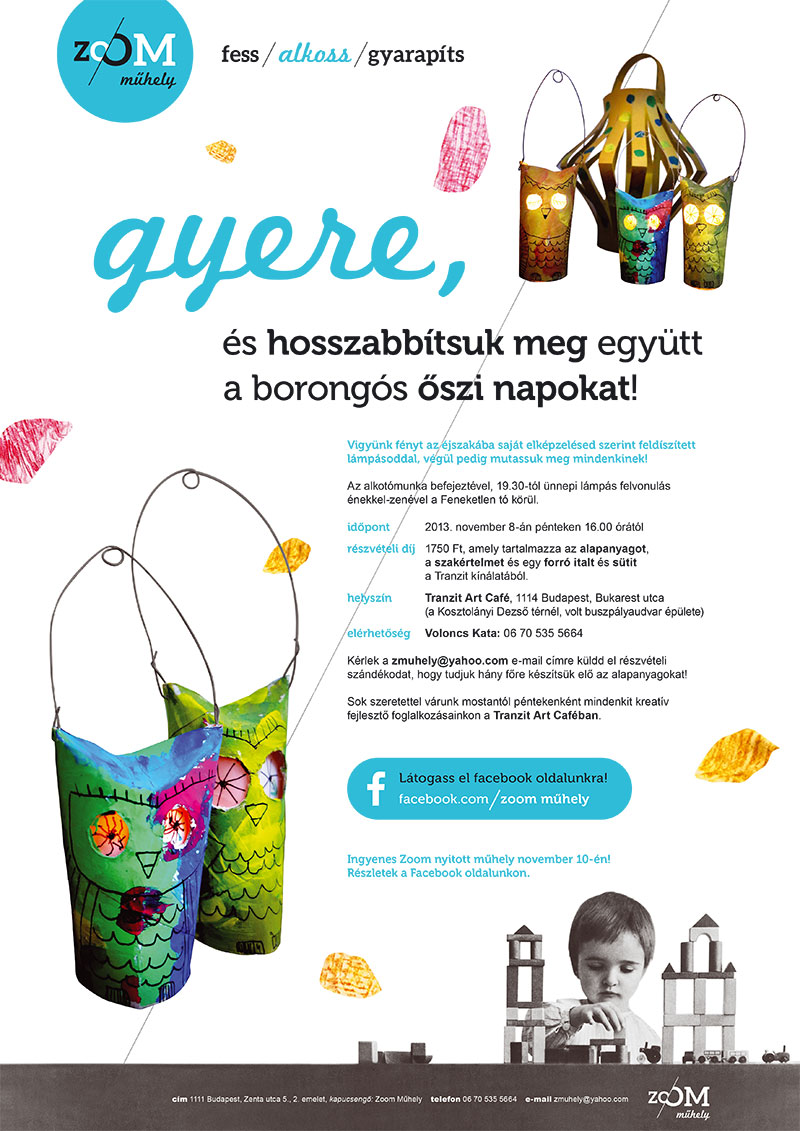 zoOM
műhely
fess/alkoss/gyarapíts
gyere,
és hosszabbítsuk meg együtt
a borongós őszi napokat!
Vigyünk fényt az éjszakába saját elképzelésed szerint feldíszített
lámpásoddal, végül pedig mutassuk meg mindenkinek!
Az alkotómunka befejeztével, 19.30-tól ünnepi lámpás felvonulás
énekkel-zenével a Feneketlen tó körül.
időpont 2013. november 8-án pénteken 16.00 órától
részvételi díj 1750 Ft, amely tartalmazza az alapanyagot,
a szakértelmet és egy forró italt és sütit
a Tranzit kínálatából.
helyszín Tranzit Art Café, 1114 Budapest, Bukarest utca
(a Kosztolányi Dezső térnél, volt buszpályaudvar épülete)
elérhetőség Voloncs Kata: 06 70 535 5664
Kérlek a zmuhely@yahoo.com e-mail címre küldd el részvételi
szándékodat, hogy tudjuk hány főre készítsük elő az alapanyagokat!
Sok szeretettel várunk mostantól péntekenként mindenkit kreatív
fejlesztő foglalkozásainkon a Tranzit Art Caféban.
f
Látogass el facebook oldalunkra!
facebook.com/zoom műhely
Ingyenes Zoom nyitott műhely november 10-én!
Részletek a Facebook oldalunkon.
cím 1111 Budapest, Zenta utca 5., 2. emelet, kapucsengő: Zoom Műhely telefon 06 70 535 5664 e-mail zmuhely@yahoo.com
zoOM
műhely